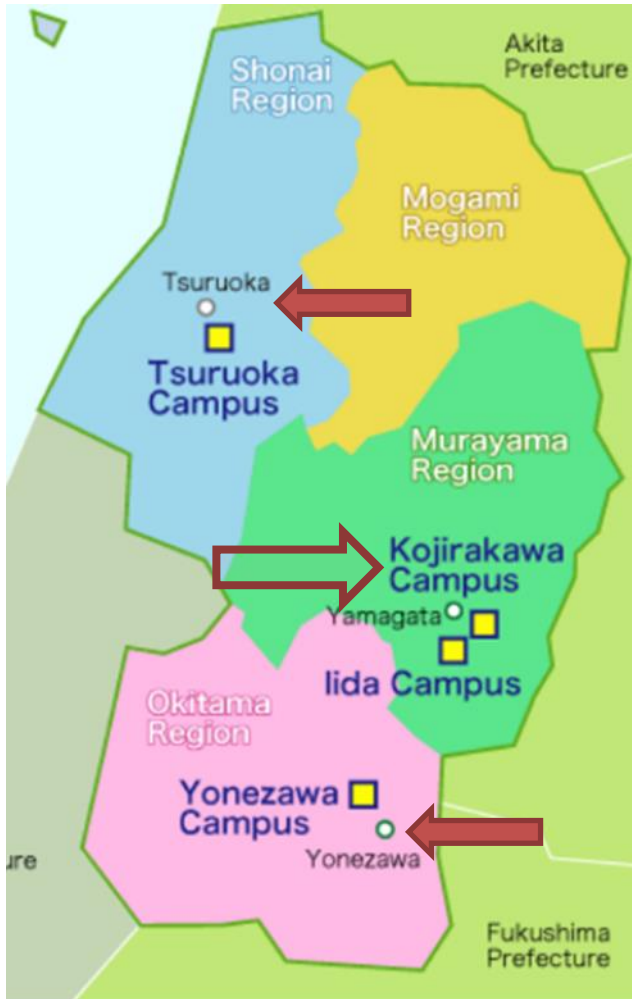 Akita
Prefecture
Shonai
Region
Mogami
Region
Tsuruoka
Tsuruoka
Campus
Murayama
Region
Kojirakawa
Campus
Yamagata
Iida Campus
Okitama
Region
Yonezawa
Campus
Yonezawa
ure
Fukushima
Prefecture